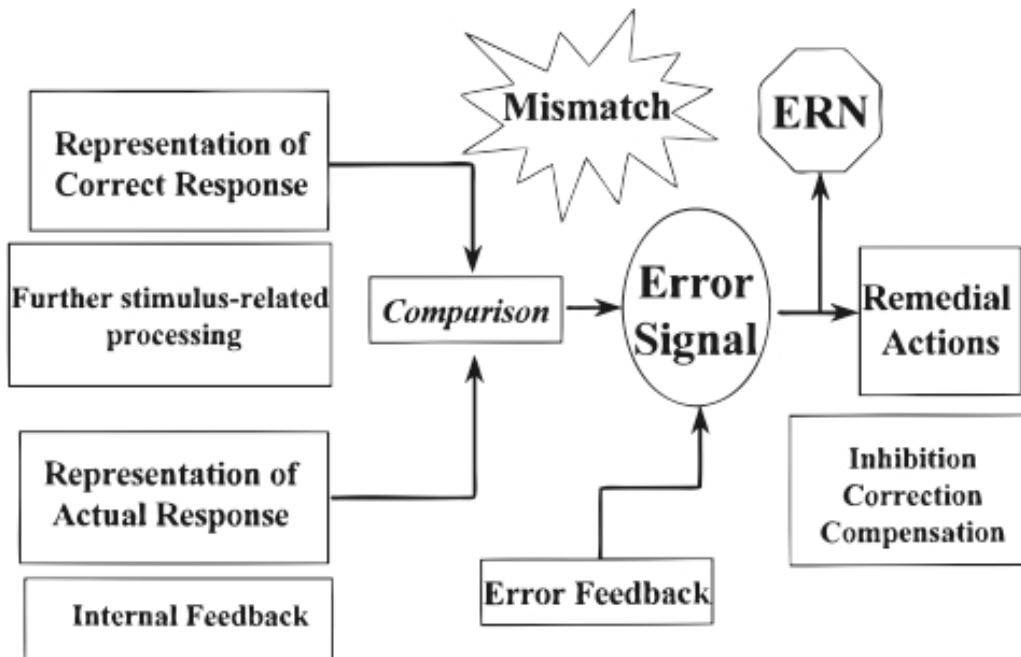 Mismatch
ERN
Representation of
Correct Response
Further stimulus-related
processing
Comparison
Error
Signal
Remedial
Actions
Representation of
Actual Response
Inhibition
Correction
Compensation
Error Feedback
Internal Feedback